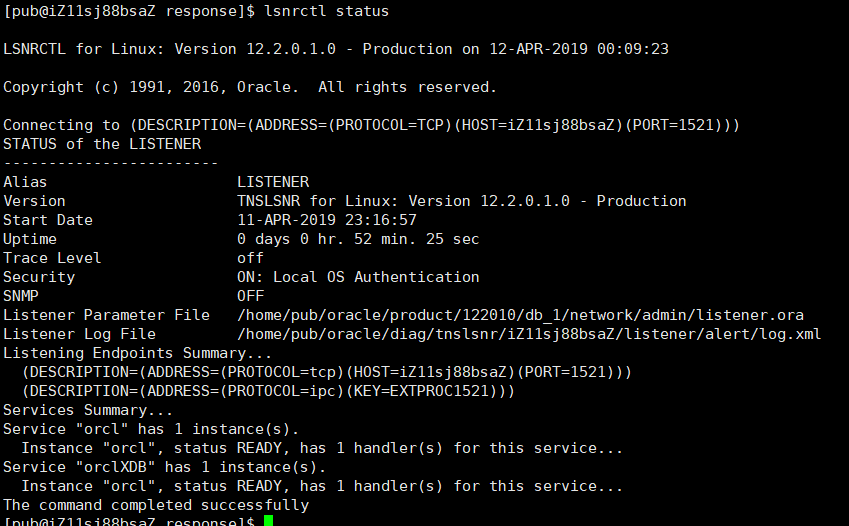 [pub@iZ11sj88bsaZ response]$ lsnrctl status
LSNRCTL for Linux: Version 12.2.0.1.0 - Production on 12-APR-2019 00:09:23
Copyright (c) 1991, 2016, Oracle.  All rights reserved.
Connecting to (DESCRIPTION=(ADDRESS=(PROTOCOL=TCP)(HOST=iZ11sj88bsaZ)(PORT=1521)))
STATUS of the LISTENER
------------------------
Alias                     LISTENER
Version                   TNSLSNR for Linux: Version 12.2.0.1.0 - Production
Start Date                11-APR-2019 23:16:57
Uptime                    0 days 0 hr. 52 min. 25 sec
Trace Level               off
Security                  ON: Local OS Authentication
SNMP                      OFF
Listener Parameter File   /home/pub/oracle/product/122010/db_1/network/admin/listener.ora
Listener Log File         /home/pub/oracle/diag/tnslsnr/iZ11sj88bsaZ/listener/alert/log.xml
Listening Endpoints Summary...
  (DESCRIPTION=(ADDRESS=(PROTOCOL=tcp)(HOST=iZ11sj88bsaZ)(PORT=1521)))
  (DESCRIPTION=(ADDRESS=(PROTOCOL=ipc)(KEY=EXTPROC1521)))
Services Summary...
Service "orcl" has 1 instance(s).
  Instance "orcl", status READY, has 1 handler(s) for this service...
Service "orclXDB" has 1 instance(s).
  Instance "orcl", status READY, has 1 handler(s) for this service...
The command completed successfully
[pub@iZ11sj88bsaZ response]$